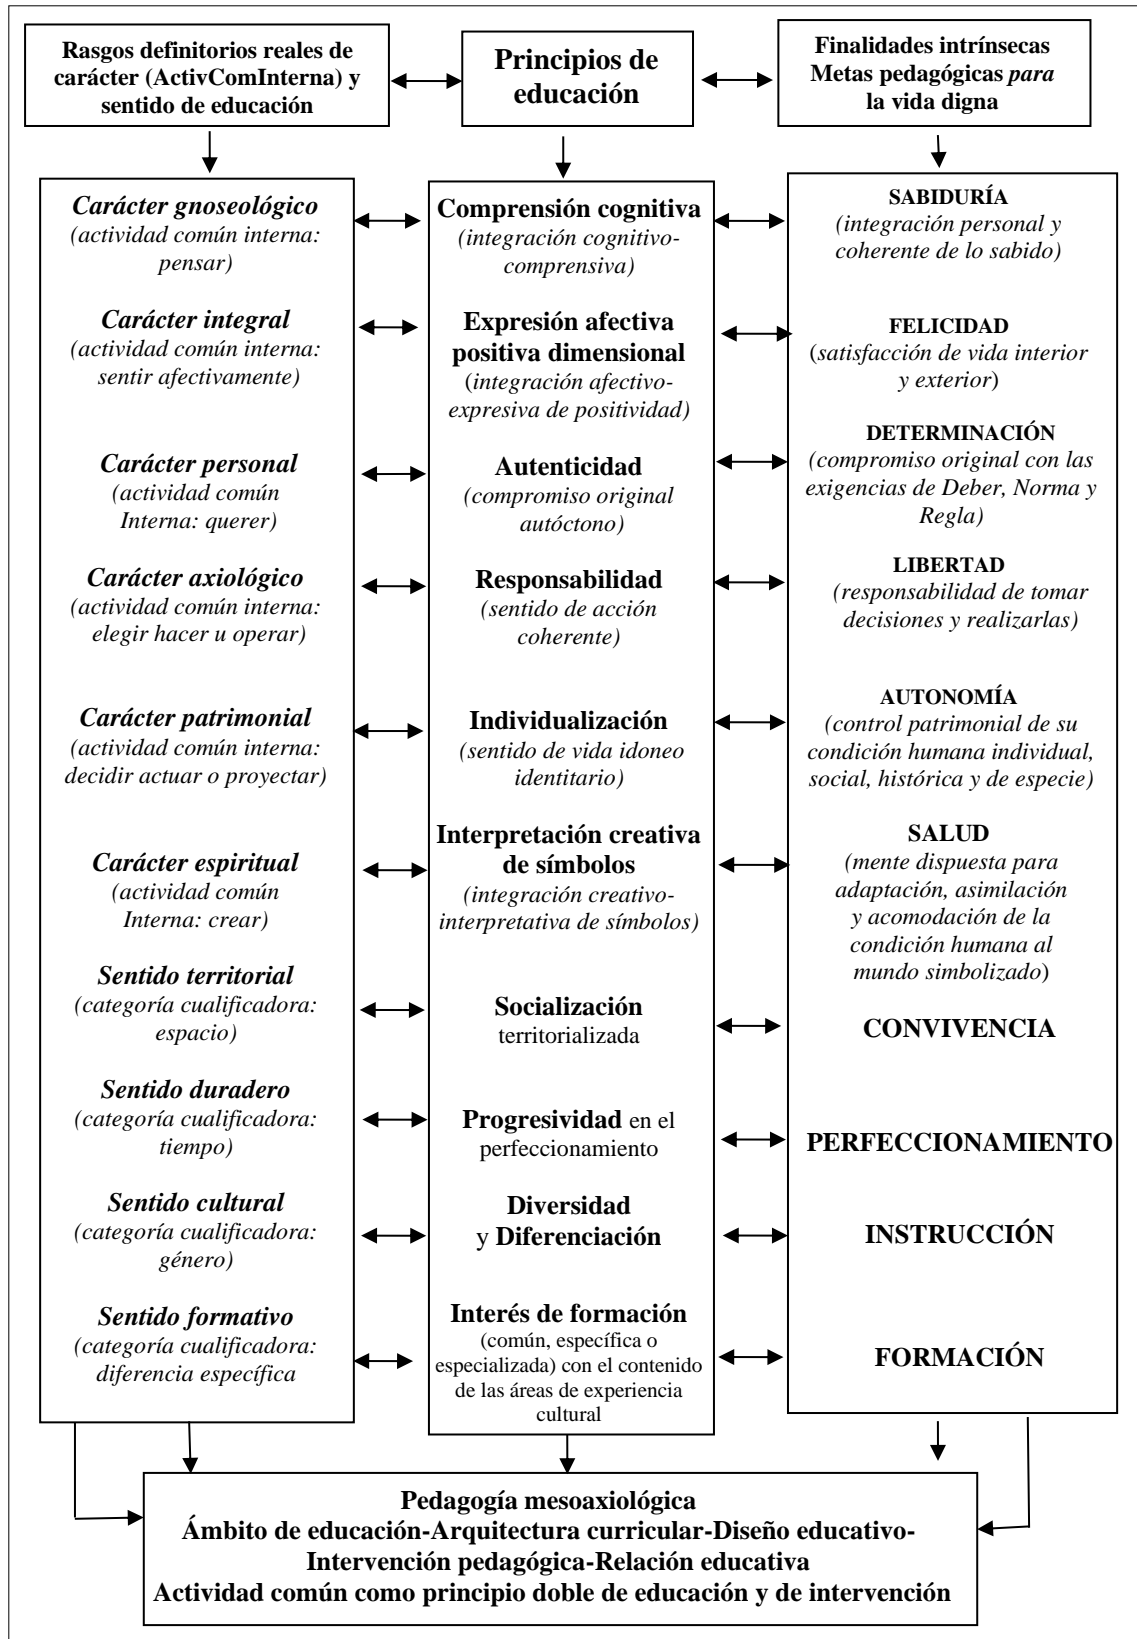 Rasgos definitorios reales de
carácter (ActivComInterna) y
sentido de educación
Principios de
educación
Finalidades intrínsecas
Metas pedagógicas para
la vida digna
Carácter gnoseológico
(actividad común interna:
pensar)
Carácter integral
(actividad común interna:
sentir afectivamente)
Carácter personal
(actividad común
Interna: querer)
Carácter axiológico
(actividad común interna:
elegir hacer u operar)
Carácter patrimonial
(actividad común interna:
decidir actuar o proyectar)
Carácter espiritual
(actividad común
Interna: crear)
Sentido territorial
(categoría cualificadora:
espacio)
Sentido duradero
(categoría cualificadora:
tiempo)
Sentido cultural
(categoría cualificadora:
género)
Sentido formativo
(categoría cualificadora:
diferencia específica
Comprensión cognitiva
(integración cognitivo-
comprensiva)
Expresión afectiva
positiva dimensional
(integración afectivo-
expresiva de positividad)
Autenticidad
(compromiso original
autóctono)
Responsabilidad
(sentido de acción
coherente)
Individualización
(sentido de vida idoneo
identitario)
Interpretación creativa
de símbolos
(integración creativo-
interpretativa de símbolos)
Socialización
territorializada
Progresividad en el
perfeccionamiento
Diversidad
y Diferenciación
Interés de formación
(común, específica o
especializada) con el contenido
de las áreas de experiencia
cultural
SABIDURÍA
(integración personal y
coherente de lo sabido)
FELICIDAD
(satisfacción de vida interior
y exterior)
DETERMINACIÓN
(compromiso original con las
exigencias de Deber, Norma y
Regla)
LIBERTAD
(responsabilidad de tomar
decisiones y realizarlas)
AUTONOMÍA
(control patrimonial de su
condición humana individual,
social, histórica y de especie)
SALUD
(mente dispuesta para
adaptación, asimilación
y acomodación de la
condición humana al
mundo simbolizado)
CONVIVENCIA
PERFECCIONAMIENTO
INSTRUCCIÓN
FORMACIÓN
Pedagogía mesoaxiológica
Ámbito de educación-Arquitectura curricular-Diseño educativo-
Intervención pedagógica-Relación educativa
Actividad común como principio doble de educación y de intervención